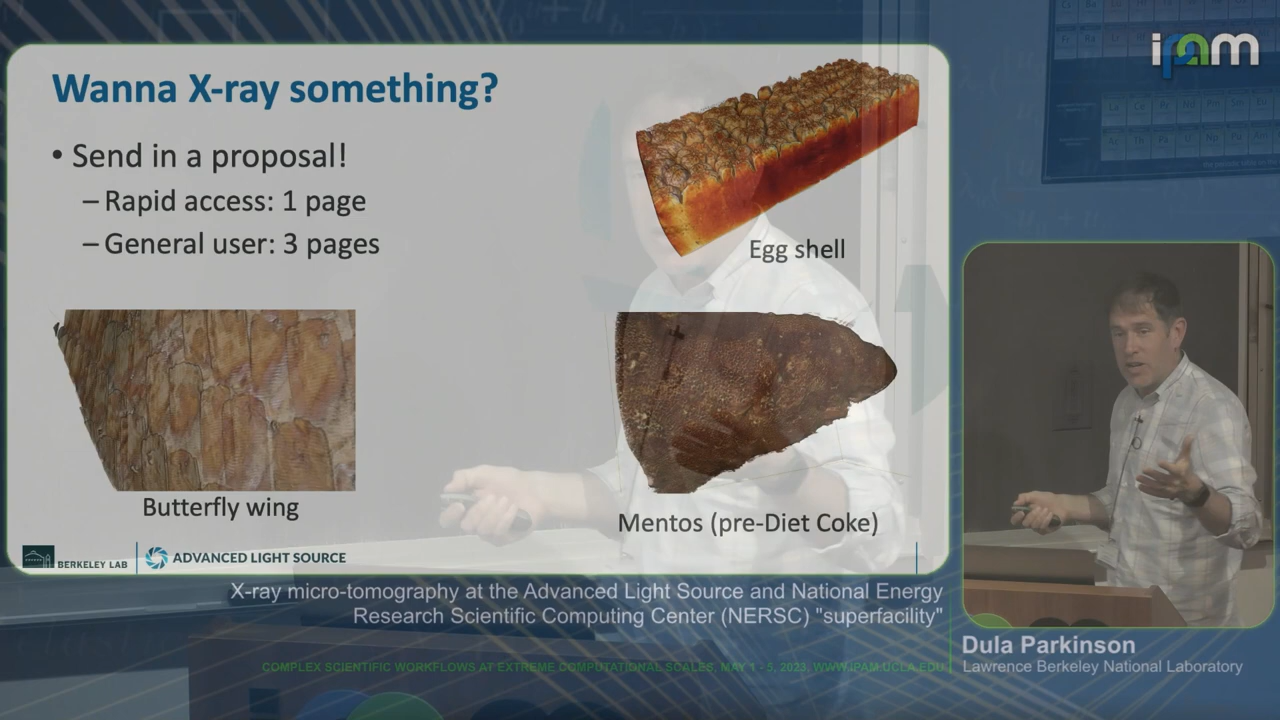 ipam
Wanna X-ray something?
• Send in a proposal!
– Rapid access: 1 page
– General user: 3 pages
Egg shell
Butterfly wing
Mentos (pre-Diet Coke)
BERKELEY LAB
ADVANCED LIGHT SOURCE
X-ray micro-tomography at the Advanced Light Source and National Energy
Research Scientific Computing Center (NERSC) "superfacility"
COMPLEX SCIENTIFIC WORKFLOWS AT EXTREME COMPUTATIONAL SCALES, MAY 1 - 5, 2023, WWW.IPAM.UCLA.EDU
Dula Parkinson
Lawrence Berkeley National Laboratory